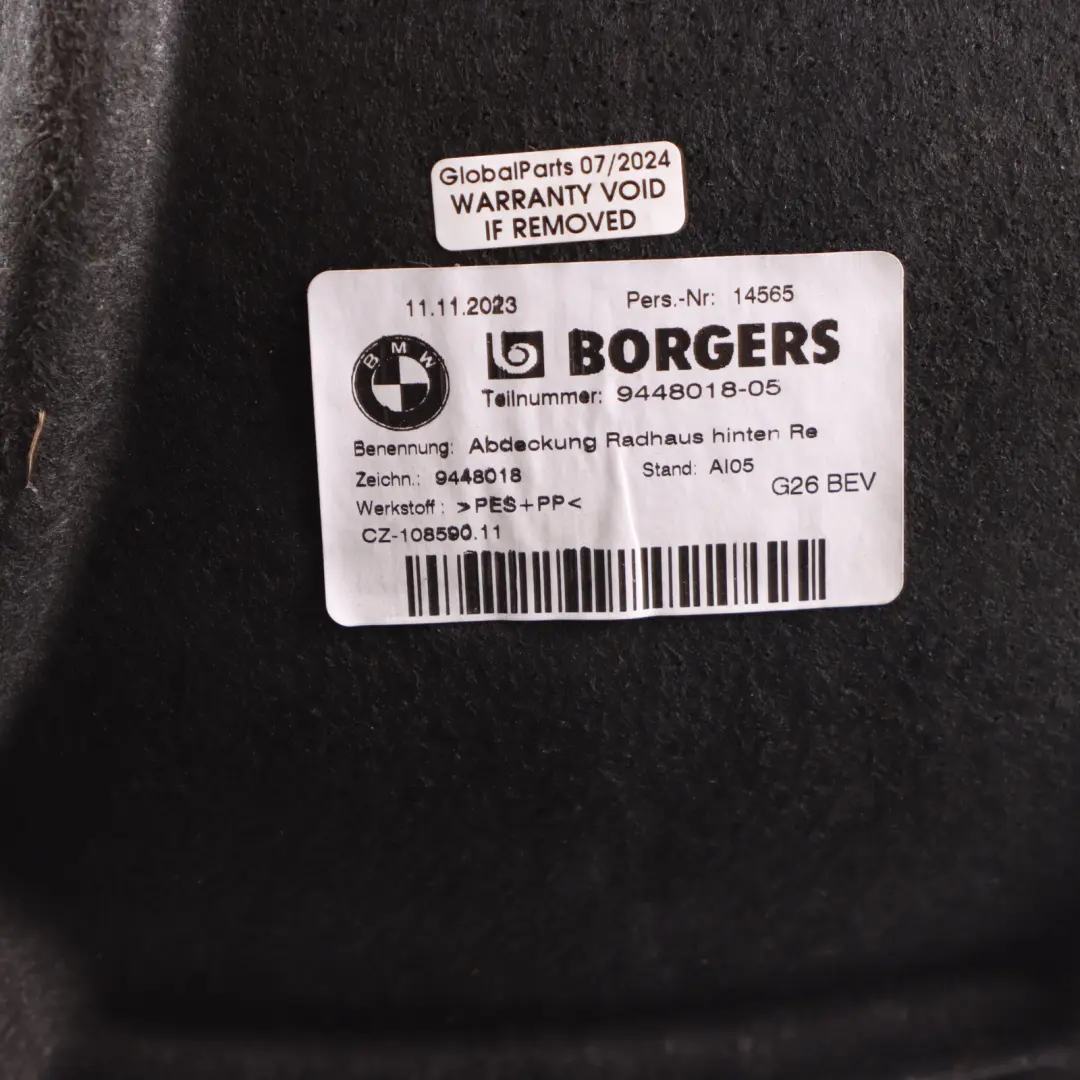 GlobalParts 07/2024
WARRANTY VOID
IF REMOVED
11.11.2023 Pers.-Nr: 14565
BMW BORGERS
Teilnummer: 9448018-05
Benennung: Abdeckung Radhaus hinten Re
Zeichn.: 9448018 Stand: AI05
G26 BEV
Werkstoff: >PES+PP<
CZ-108590.11